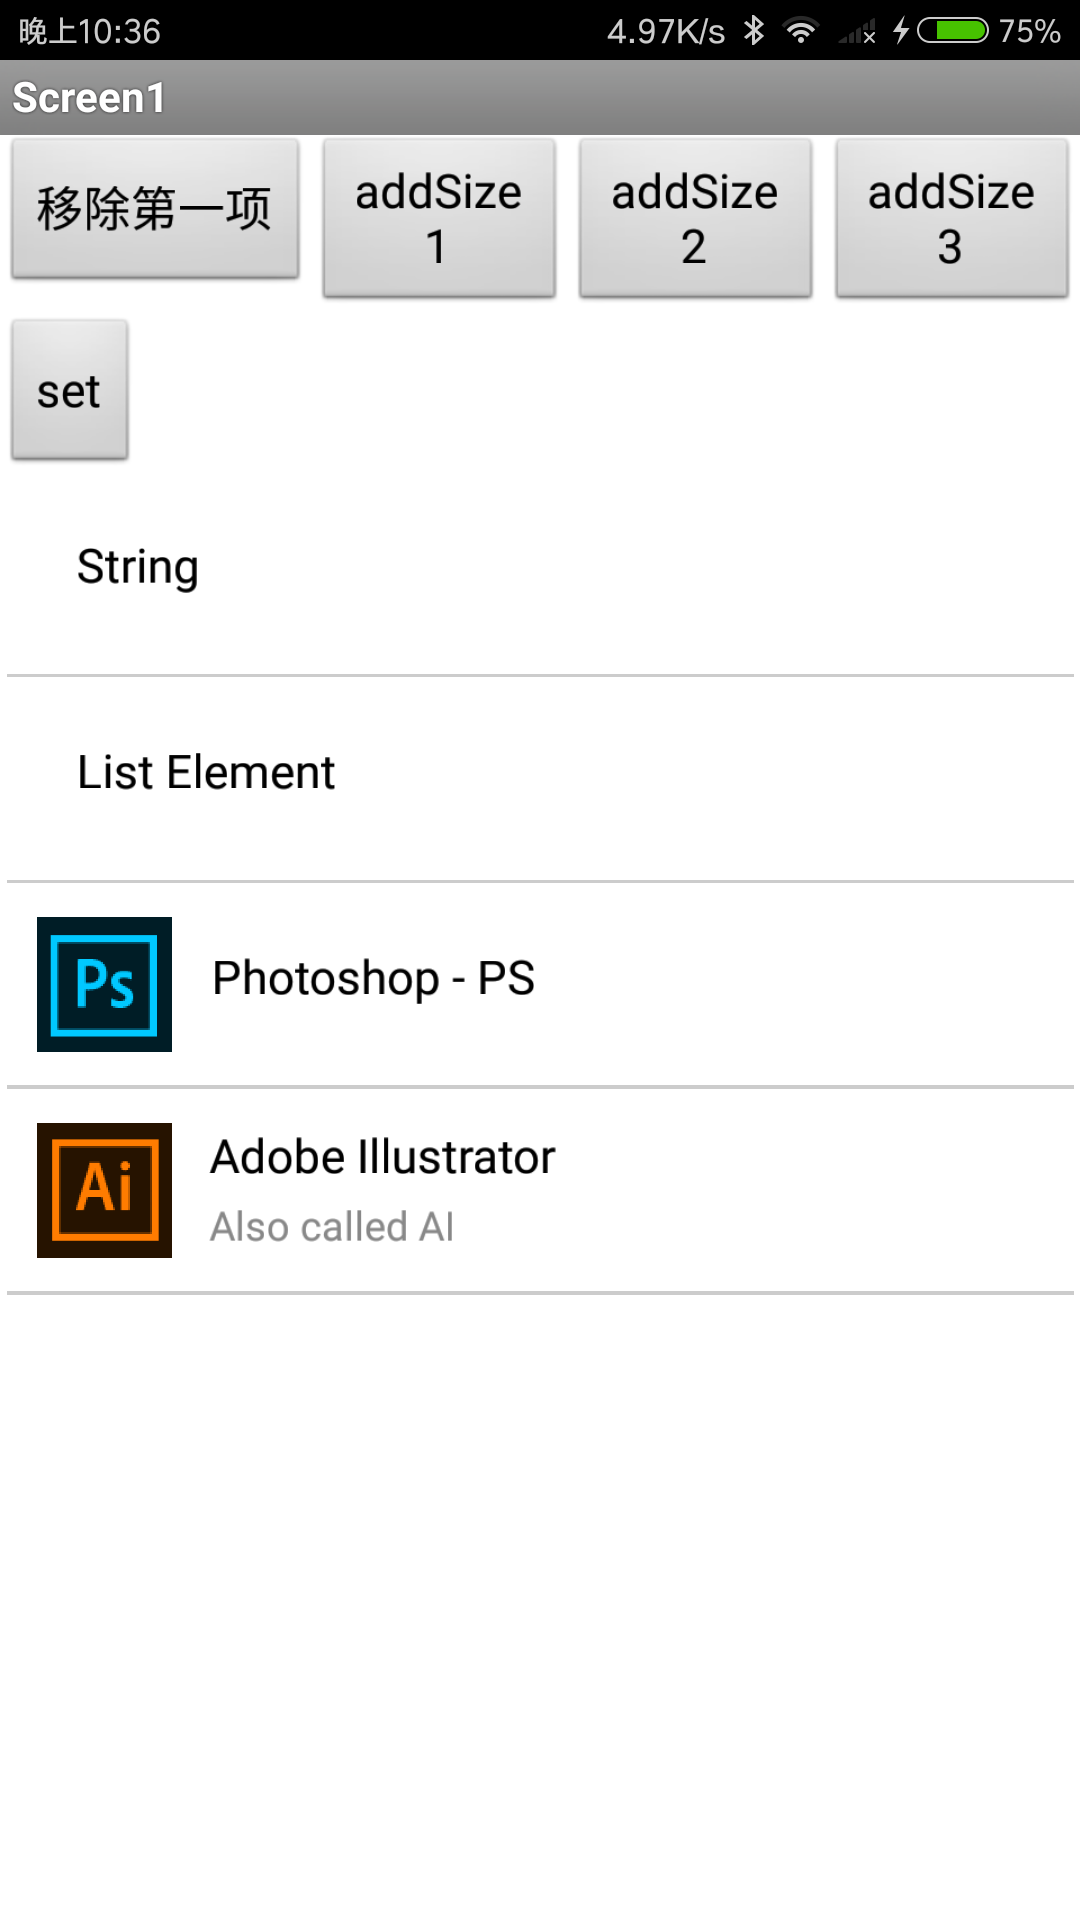 晚上10:36 4.97K/s 75%
Screen1
移除第一项
addSize
1
addSize
2
addSize
3
set
String
List Element
Ps
Photoshop - PS
Ai
Adobe Illustrator
Also called AI